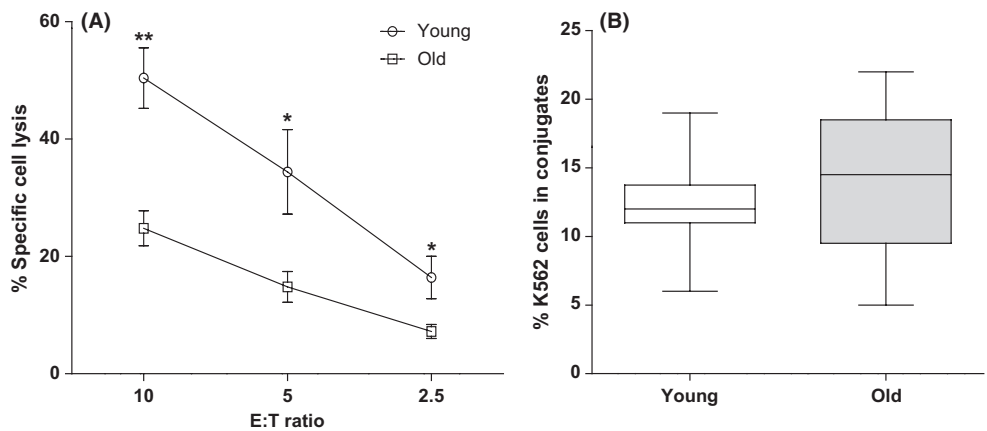 (A)
60
40
20
0
% Specific cell lysis
**
*
*
Young
Old
10 5 2.5
E:T ratio
(B)
25
20
15
10
5
0
% K562 cells in conjugates
Young Old